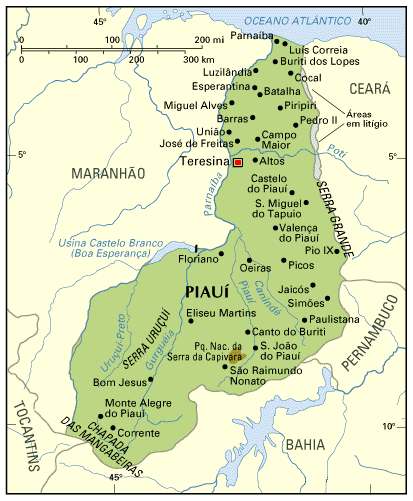 45°
OCEANO ATLÂNTICO
40°
0 100 200 mi
0 100 200 300 km
Parnaíba
Luís Correia
Buriti dos Lopes
Luzilândia
Cocal
CEARÁ
Esperantina
Batalha
Miguel Alves
Piripiri
Áreas
em litígio
Barras
Pedro II
União
Campo
Maior
José de Freitas
5°
Teresina
Altos
Poti
5°
MARANHÃO
Castelo
do Piauí
Parnaíba
S. Miguel
do Tapuio
SERRA GRANDE
Valença
do Piauí
Usina Castelo Branco
(Boa Esperança)
Pio IX
Floriano
Oeiras
Picos
PIAUÍ
Piauí
Canindé
Jaicós
Simões
Eliseu Martins
Paulistana
PERNAMBUCO
Uruçuí-Preto
SERRA URUÇUÍ
Gurguéia
Canto do Buriti
Pq. Nac. da
Serra da Capivara
S. João
do Piauí
São Raimundo
Nonato
Bom Jesus
Monte Alegre
do Piauí
Corrente
CHAPADA
DAS MANGABEIRAS
TOCANTINS
BAHIA
10°
10°
45°
40°